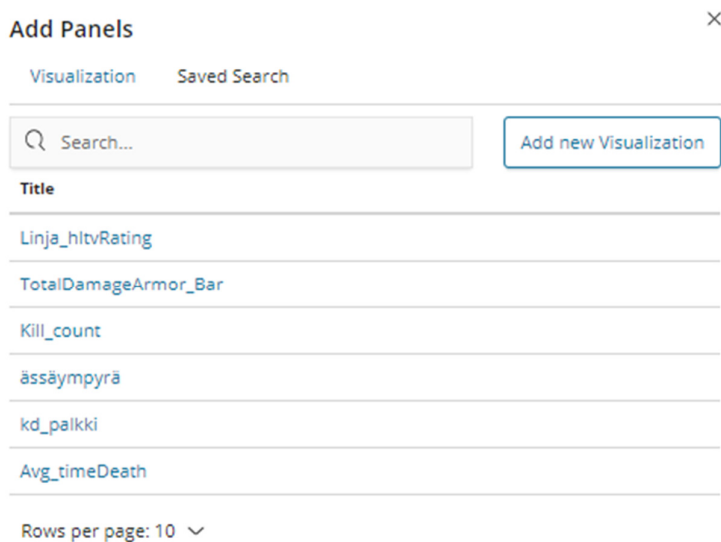 Add Panels
Visualization Saved Search
Search... Add new Visualization
Title
Linja_hltvRating
TotalDamageArmor_Bar
Kill_count
ässäympyrä
kd_palkki
Avg_timeDeath
Rows per page: 10